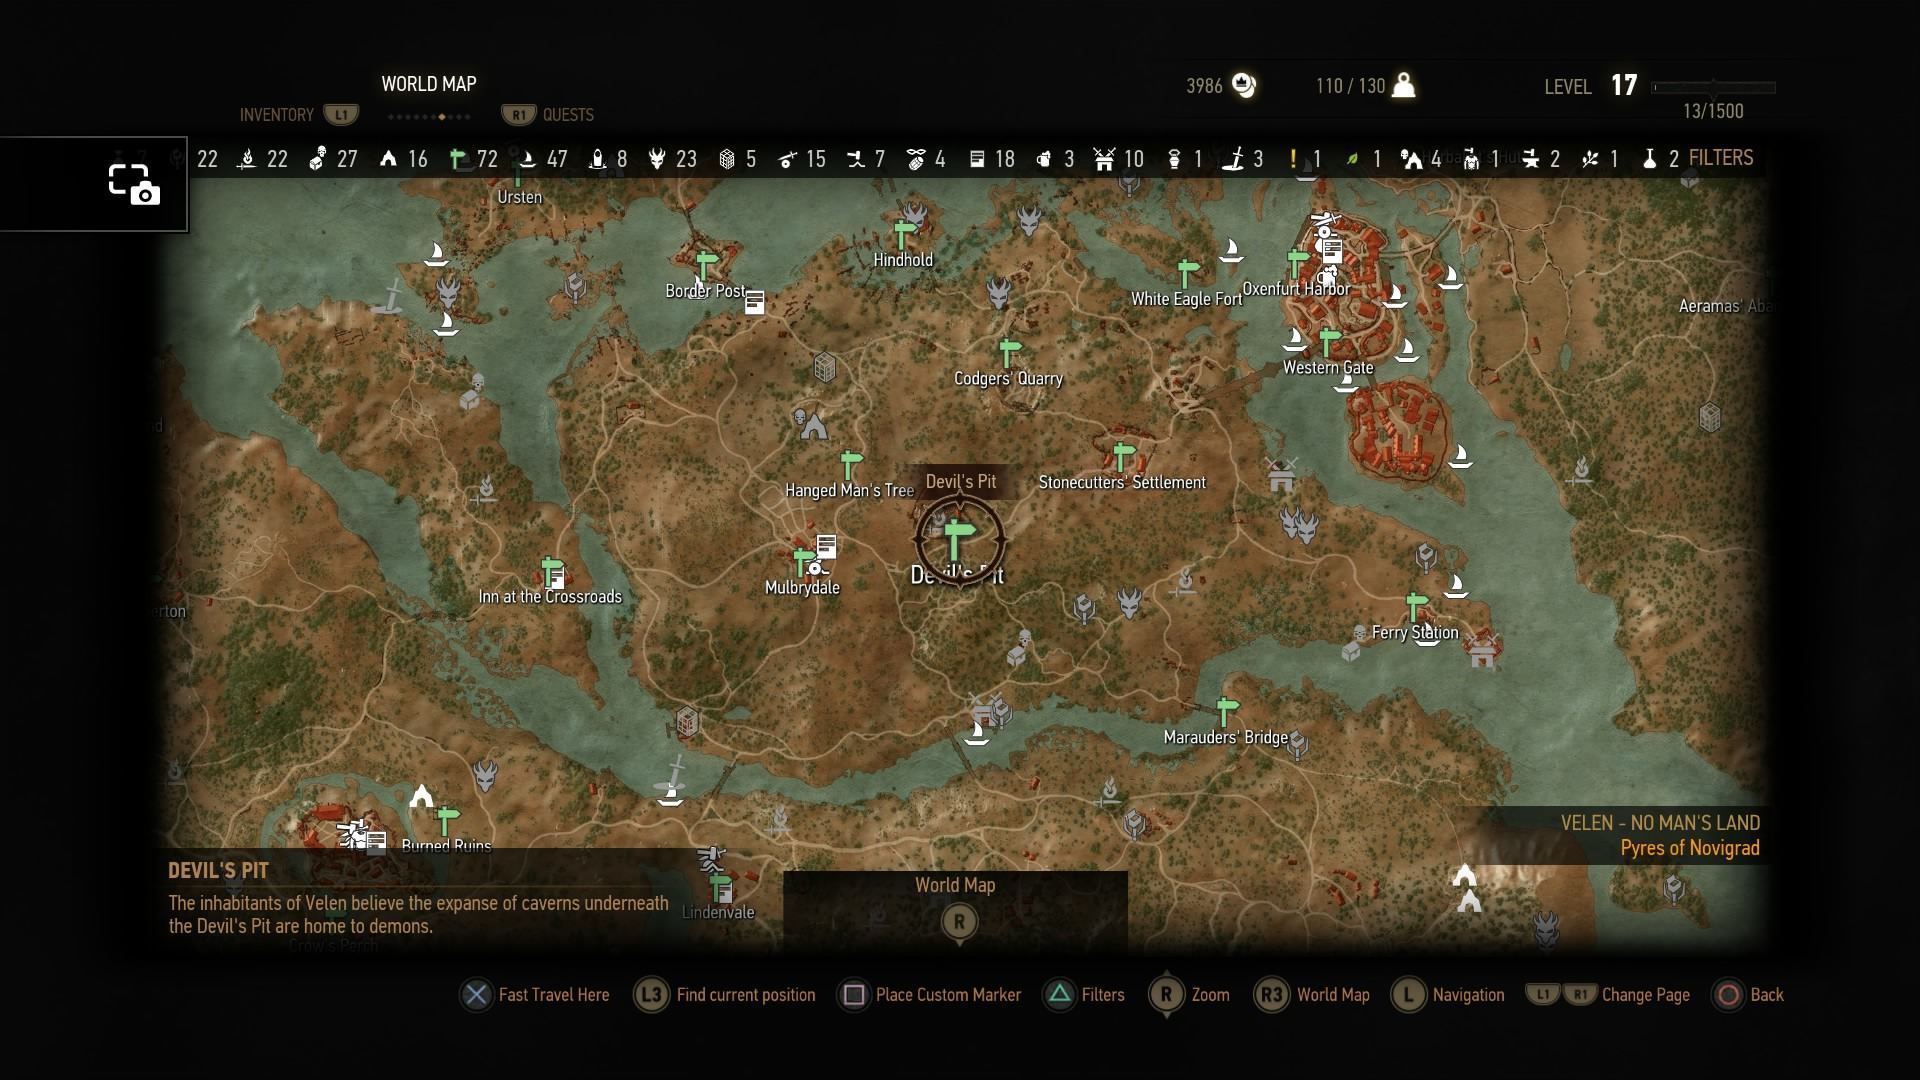 WORLD MAP
INVENTORY L1 R1 QUESTS
3986 110 / 130 LEVEL 17
13/1500
22 22 27 16 72 47 8 23 5 15 7 4 18 3 10 1 3 1 1 4 1 2 1 2 FILTERS
Ursten
Hindhold
Border Post
White Eagle Fort
Oxenfurt Harbor
Aeramas' Aba
Western Gate
Codgers' Quarry
Hanged Man's Tree
Devil's Pit
Stonecutters' Settlement
Devil's Pit
Mulbrydale
Inn at the Crossroads
erton
Ferry Station
Marauders' Bridge
Burned Ruins
VELEN - NO MAN'S LAND
Pyres of Novigrad
DEVIL'S PIT
The inhabitants of Velen believe the expanse of caverns underneath
the Devil's Pit are home to demons.
Crow's Perch
Lindenvale
World Map
R
Fast Travel Here L3 Find current position Place Custom Marker Filters R Zoom R3 World Map L Navigation L1 R1 Change Page Back